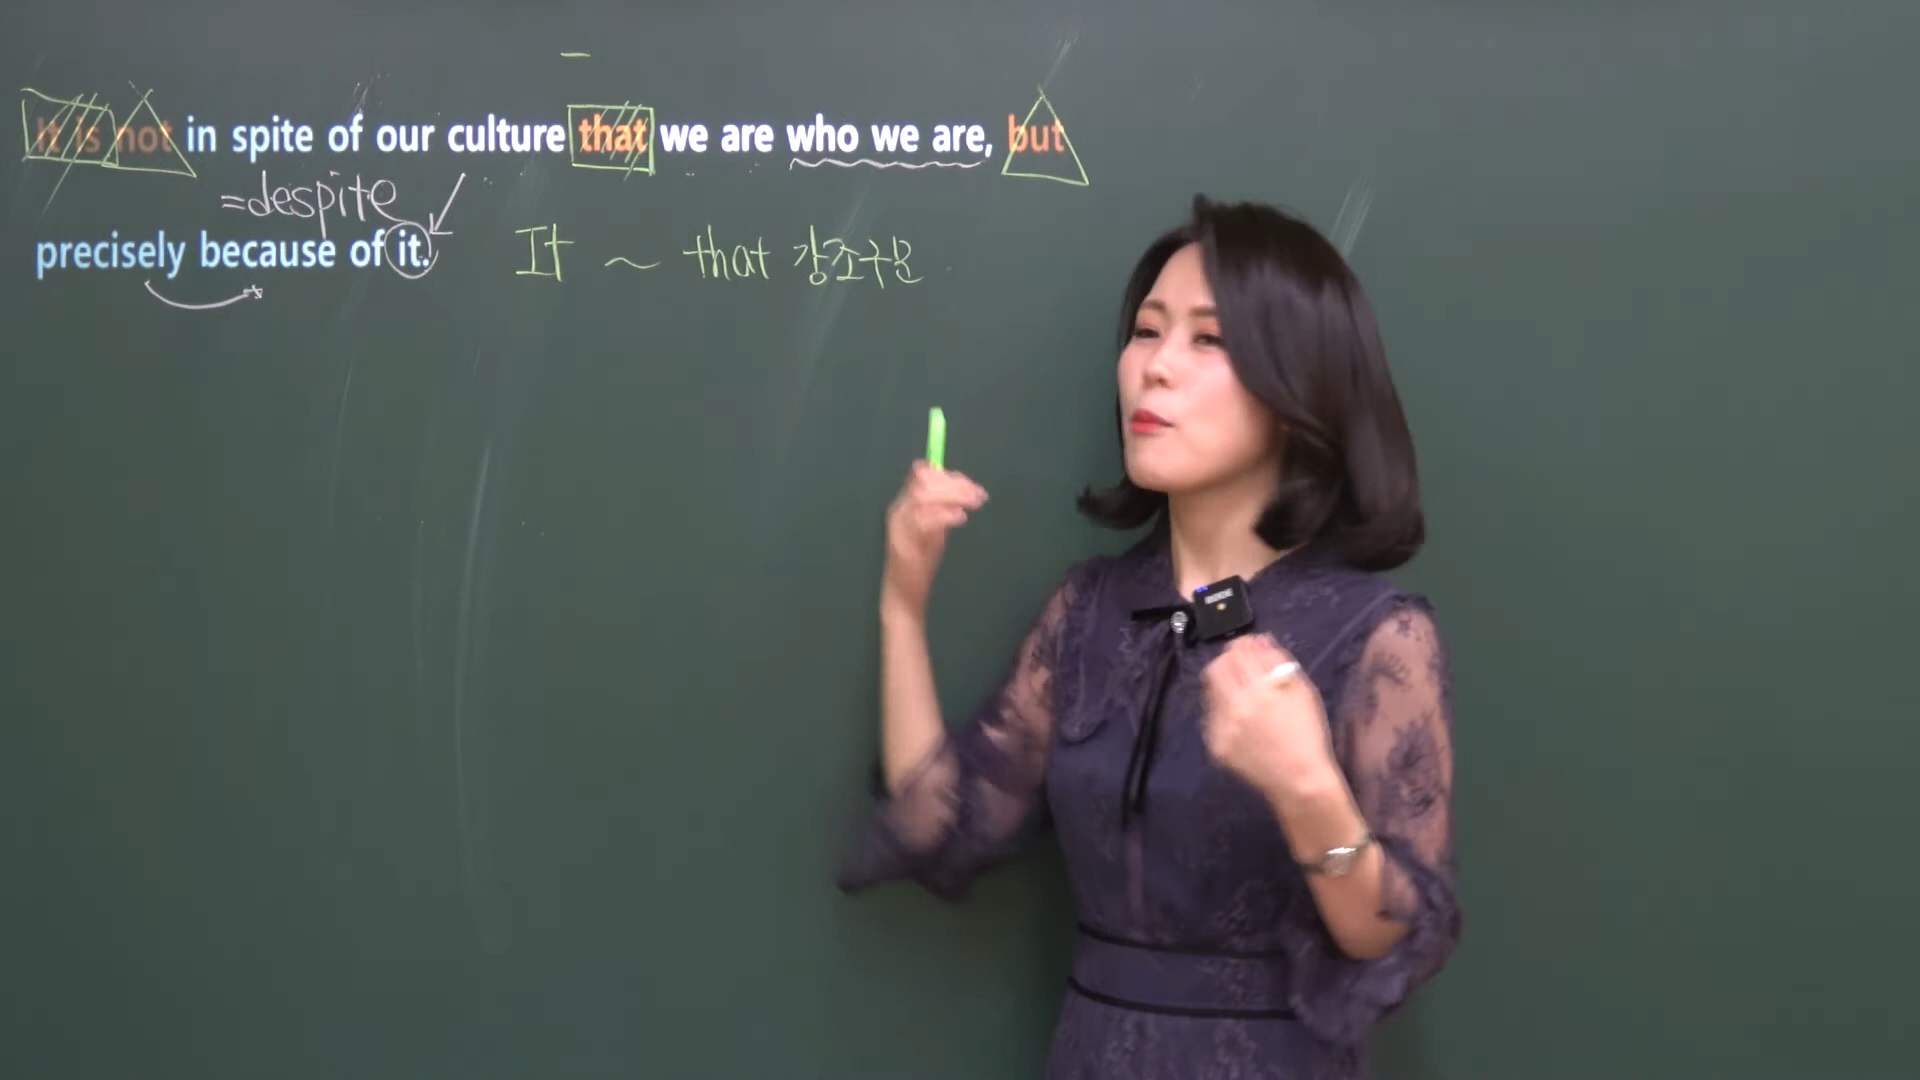 It is not in spite of our culture that we are who we are, but
=despite
precisely because of it.
It ~ that 강조구문
RODE